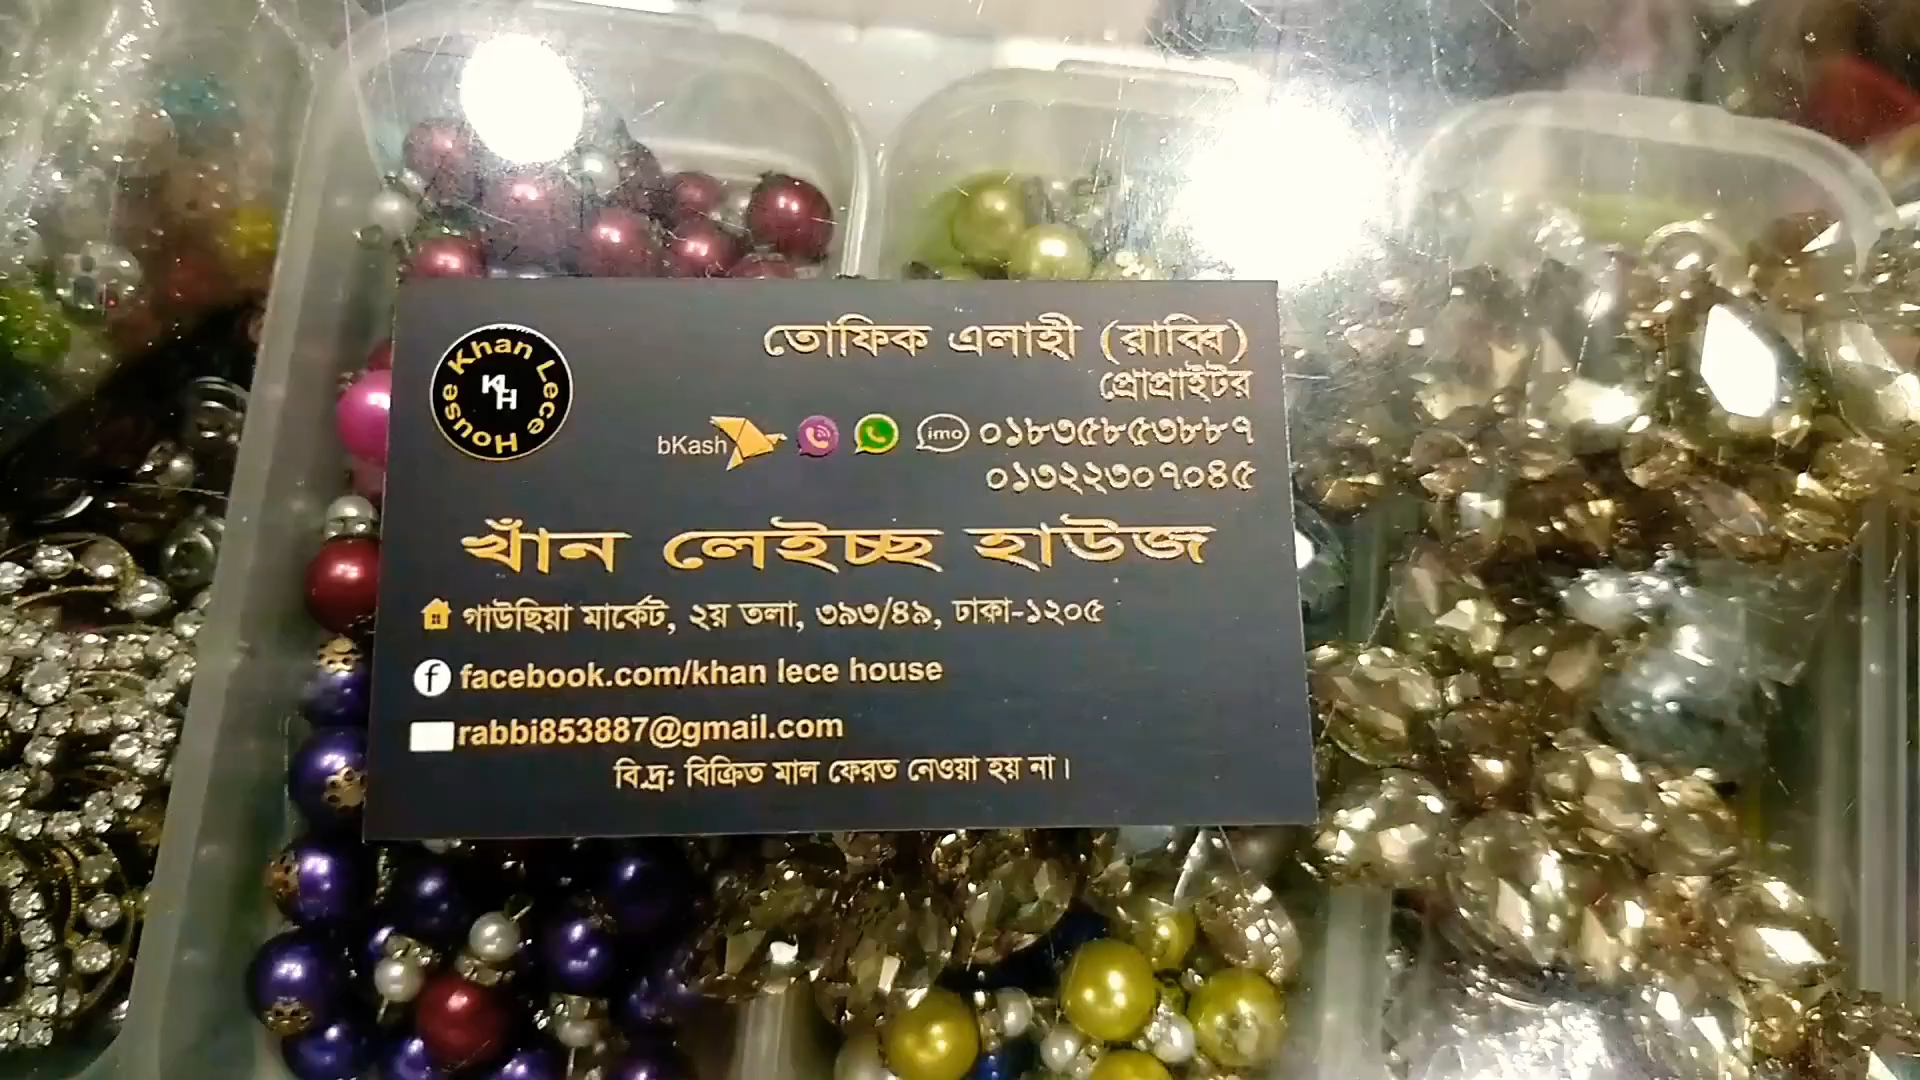 Khan Lece House
KLH
তোফিক এলাহী (রাব্বি)
প্রোপ্রাইটর
bKash imo ০১৮৩৫৮৫৩৮৮৭
০১৩২২৩০৭০৪৫
খাঁন লেইচ্ছ হাউজ
গাউছিয়া মার্কেট, ২য় তলা, ৩৯৩/৪৯, ঢাকা-১২০৫
f facebook.com/khan lece house
rabbi853887@gmail.com
বি.দ্র: বিক্রিত মাল ফেরত নেওয়া হয় না।